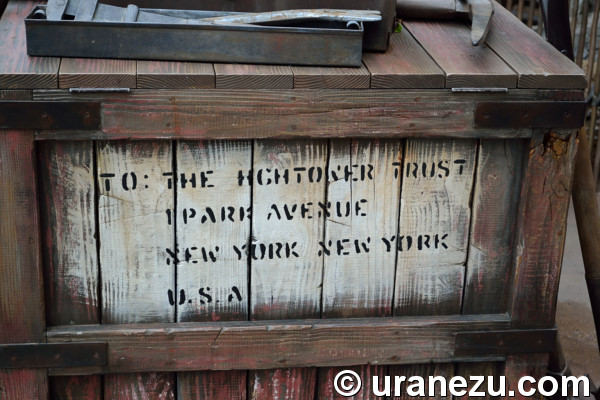 TO: THE HIGHTOWER TRUST
1 PARK AVENUE
NEW YORK NEW YORK
U.S.A
© uranezu.com